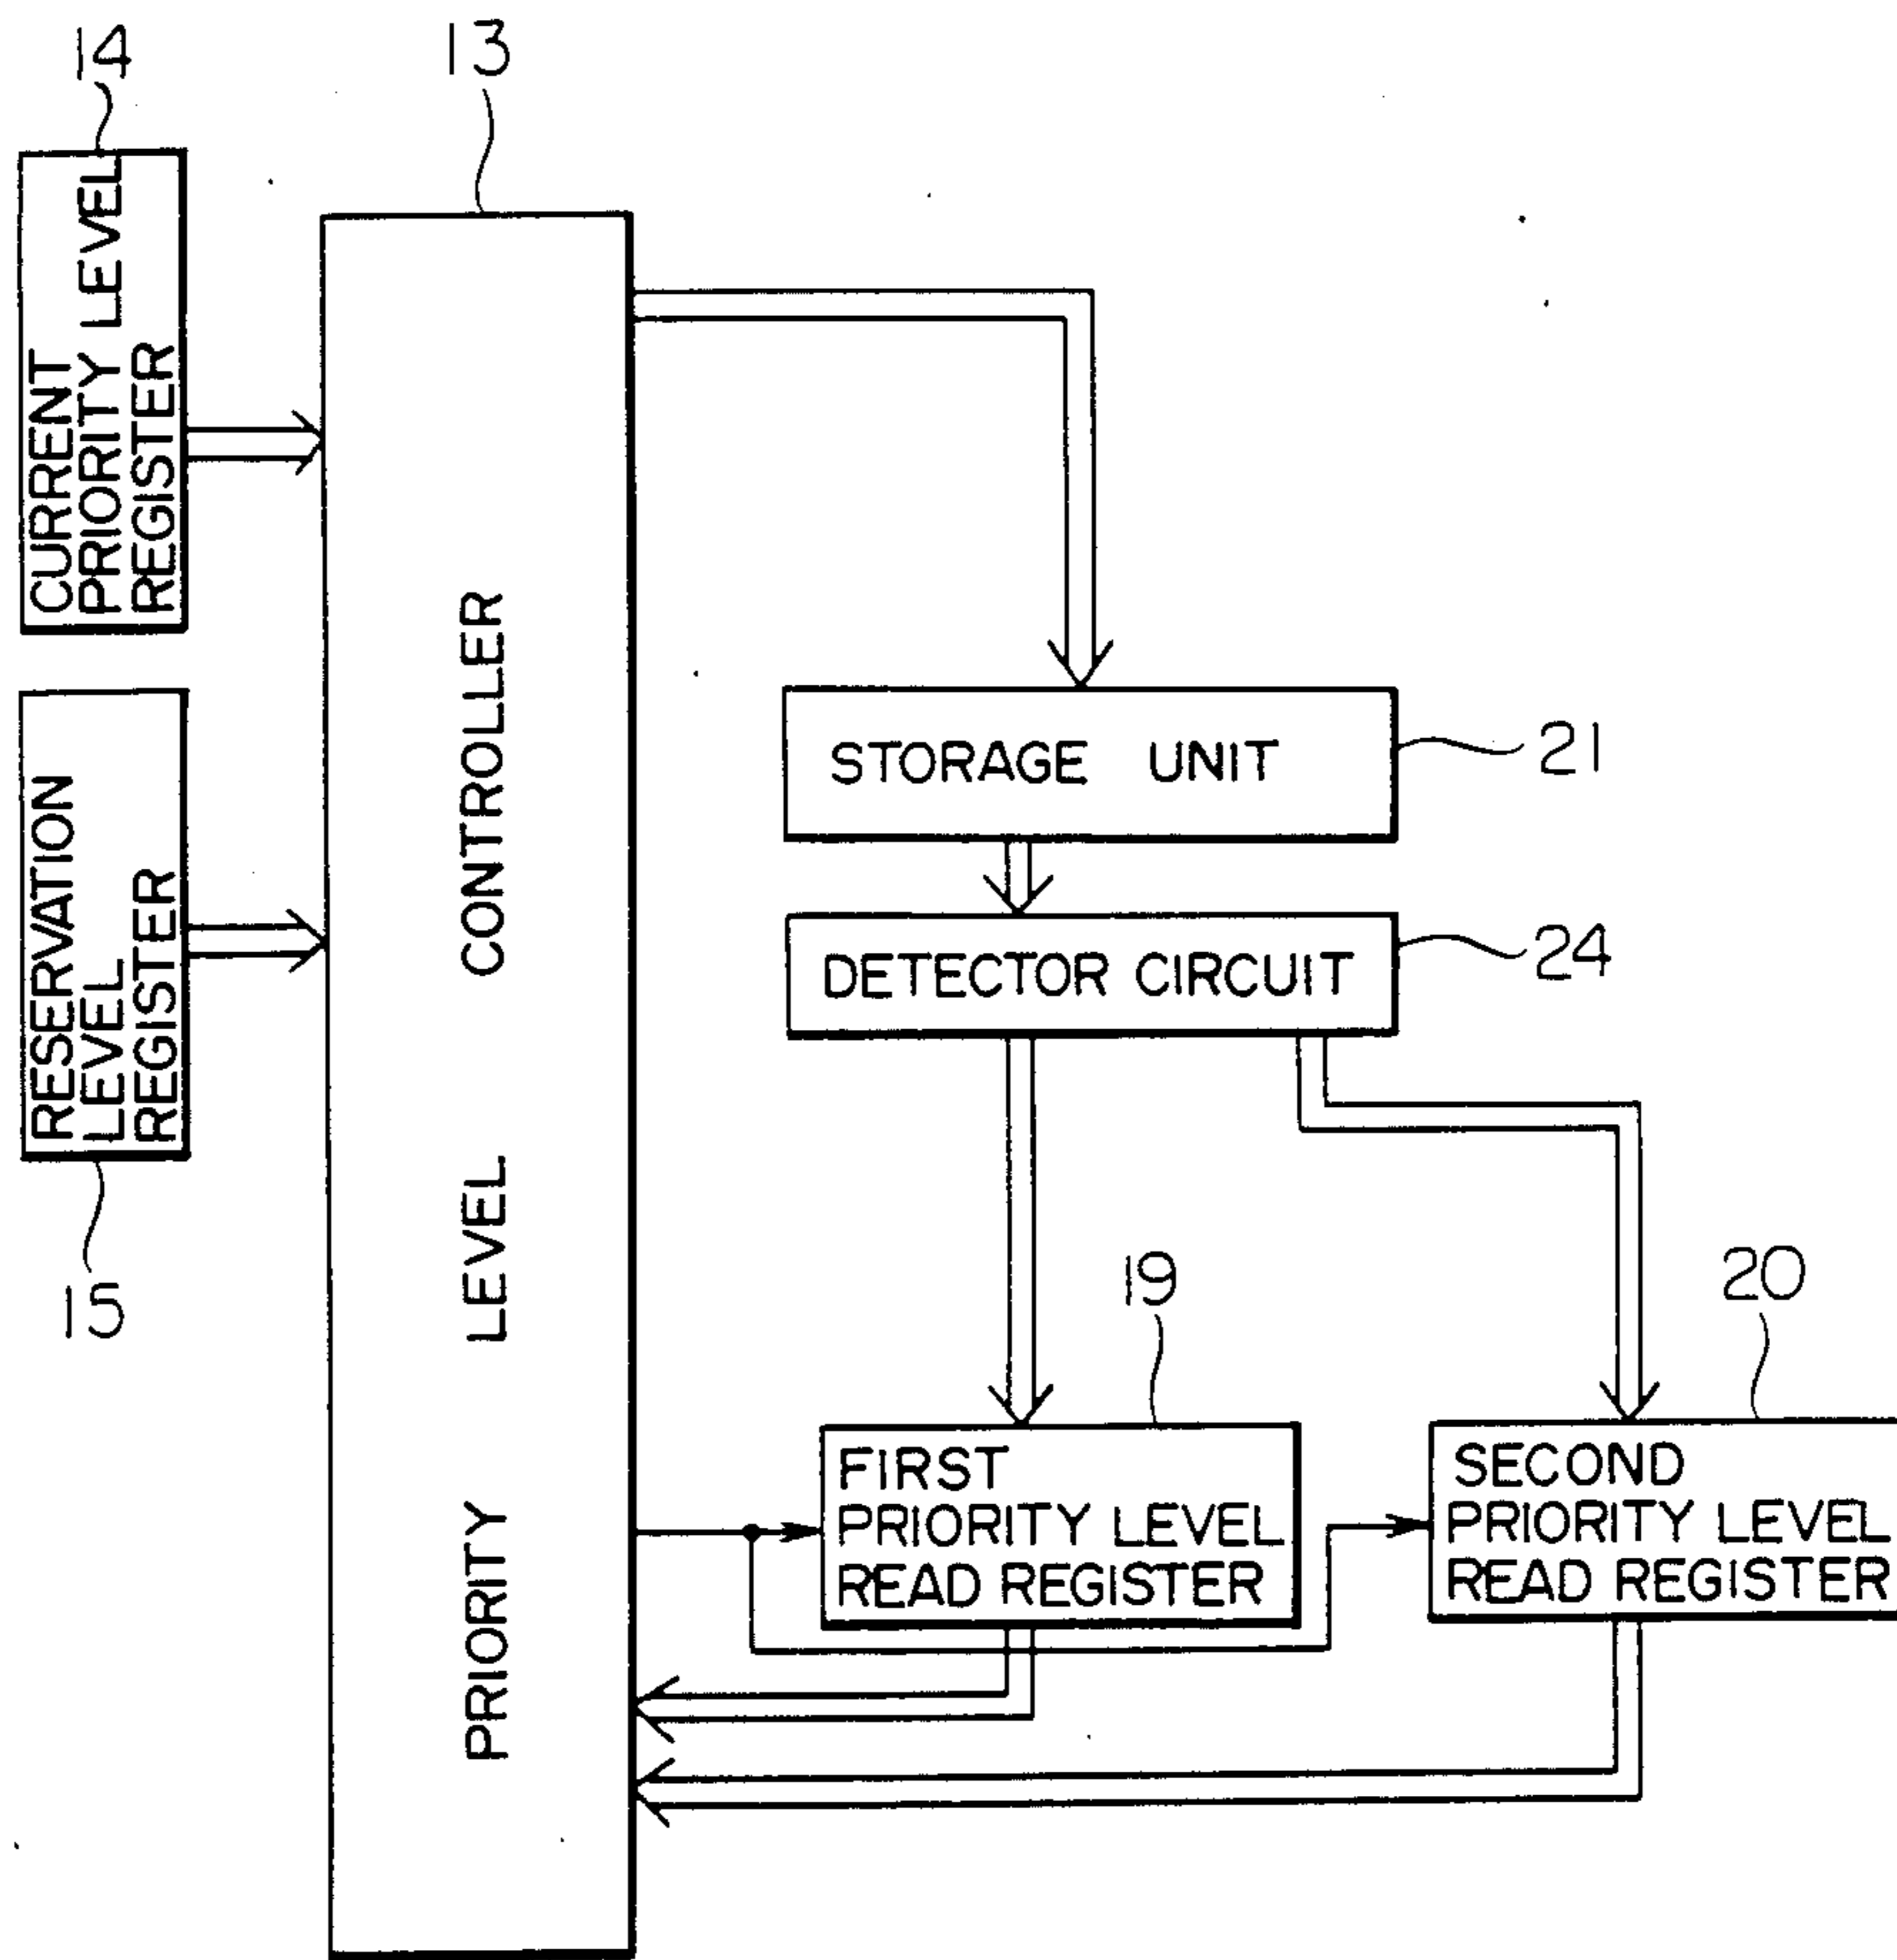 14
13
CURRENT
PRIORITY LEVEL
REGISTER
RESERVATION
LEVEL
REGISTER
15
PRIORITY LEVEL CONTROLLER
STORAGE UNIT
21
DETECTOR CIRCUIT
24
19
20
FIRST
PRIORITY LEVEL
READ REGISTER
SECOND
PRIORITY LEVEL
READ REGISTER